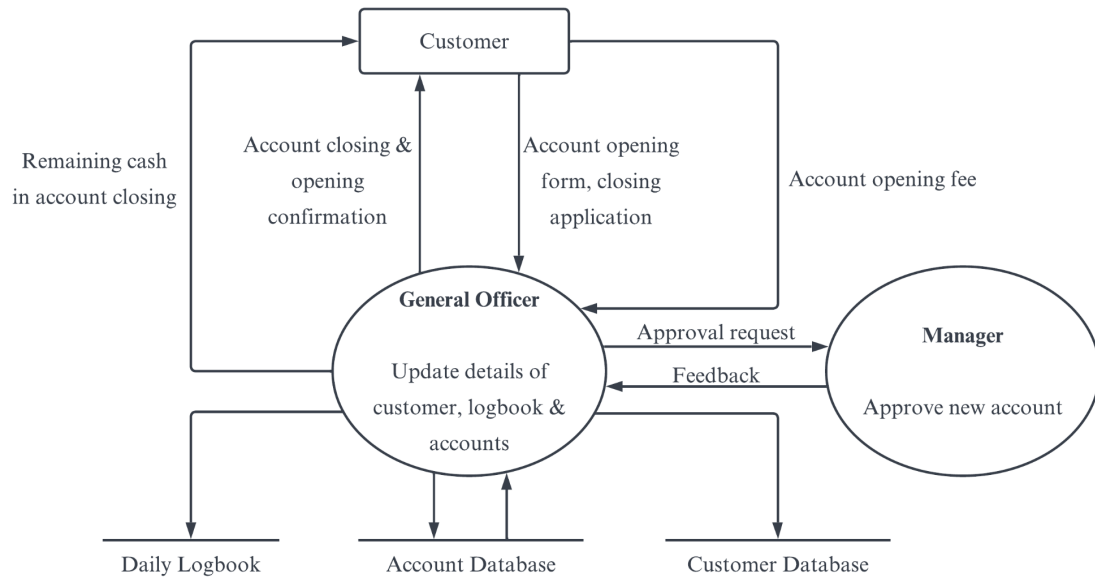 Customer
Remaining cash
in account closing
Account closing &
opening
confirmation
Account opening
form, closing
application
Account opening fee
General Officer
Update details of
customer, logbook &
accounts
Approval request
Feedback
Manager
Approve new account
Daily Logbook
Account Database
Customer Database